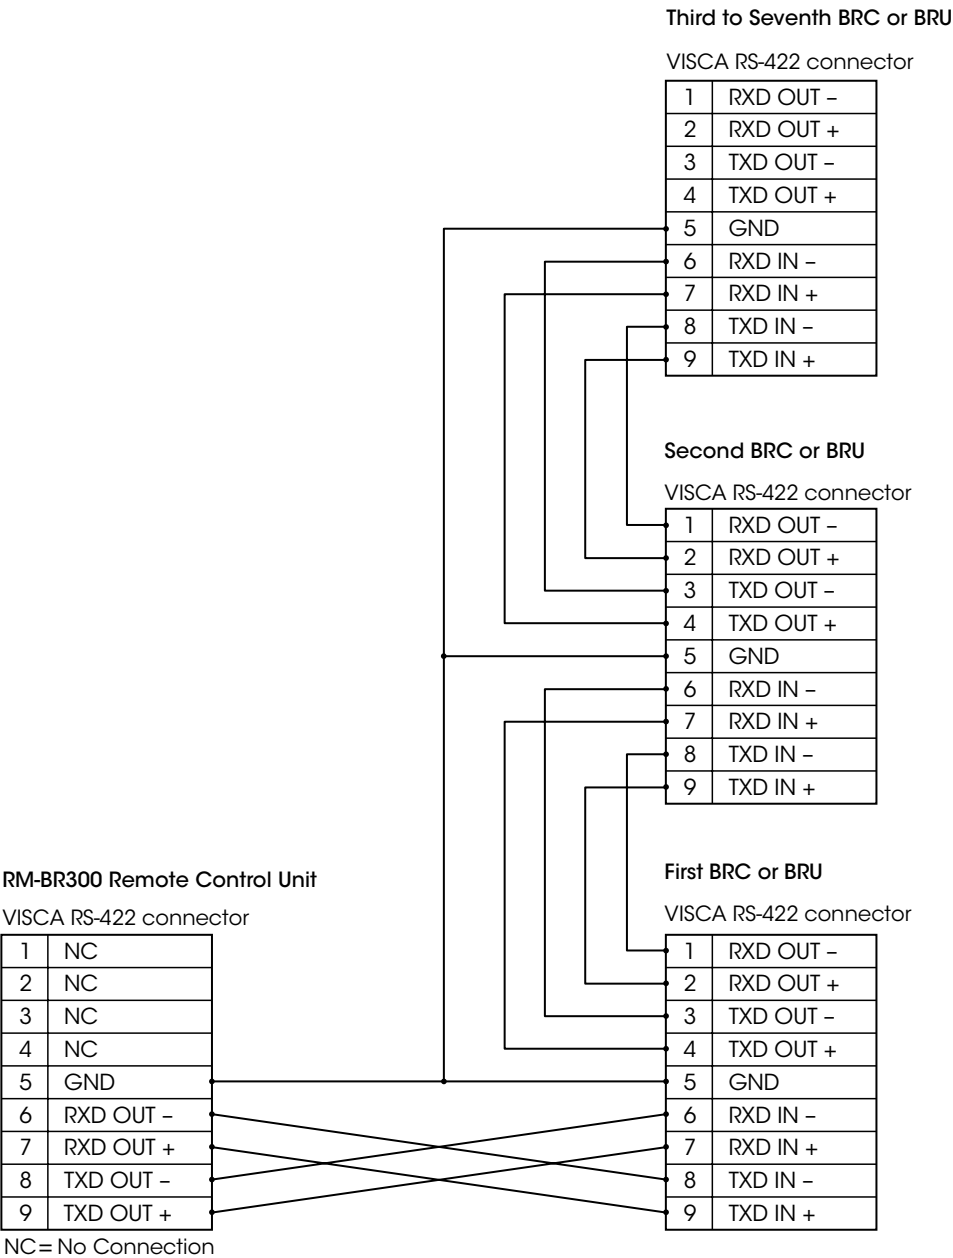 Third to Seventh BRC or BRU
VISCA RS-422 connector
1 RXD OUT –
2 RXD OUT +
3 TXD OUT –
4 TXD OUT +
5 GND
6 RXD IN –
7 RXD IN +
8 TXD IN –
9 TXD IN +
Second BRC or BRU
VISCA RS-422 connector
1 RXD OUT –
2 RXD OUT +
3 TXD OUT –
4 TXD OUT +
5 GND
6 RXD IN –
7 RXD IN +
8 TXD IN –
9 TXD IN +
RM-BR300 Remote Control Unit
VISCA RS-422 connector
1 NC
2 NC
3 NC
4 NC
5 GND
6 RXD OUT –
7 RXD OUT +
8 TXD OUT –
9 TXD OUT +
NC= No Connection
First BRC or BRU
VISCA RS-422 connector
1 RXD OUT –
2 RXD OUT +
3 TXD OUT –
4 TXD OUT +
5 GND
6 RXD IN –
7 RXD IN +
8 TXD IN –
9 TXD IN +